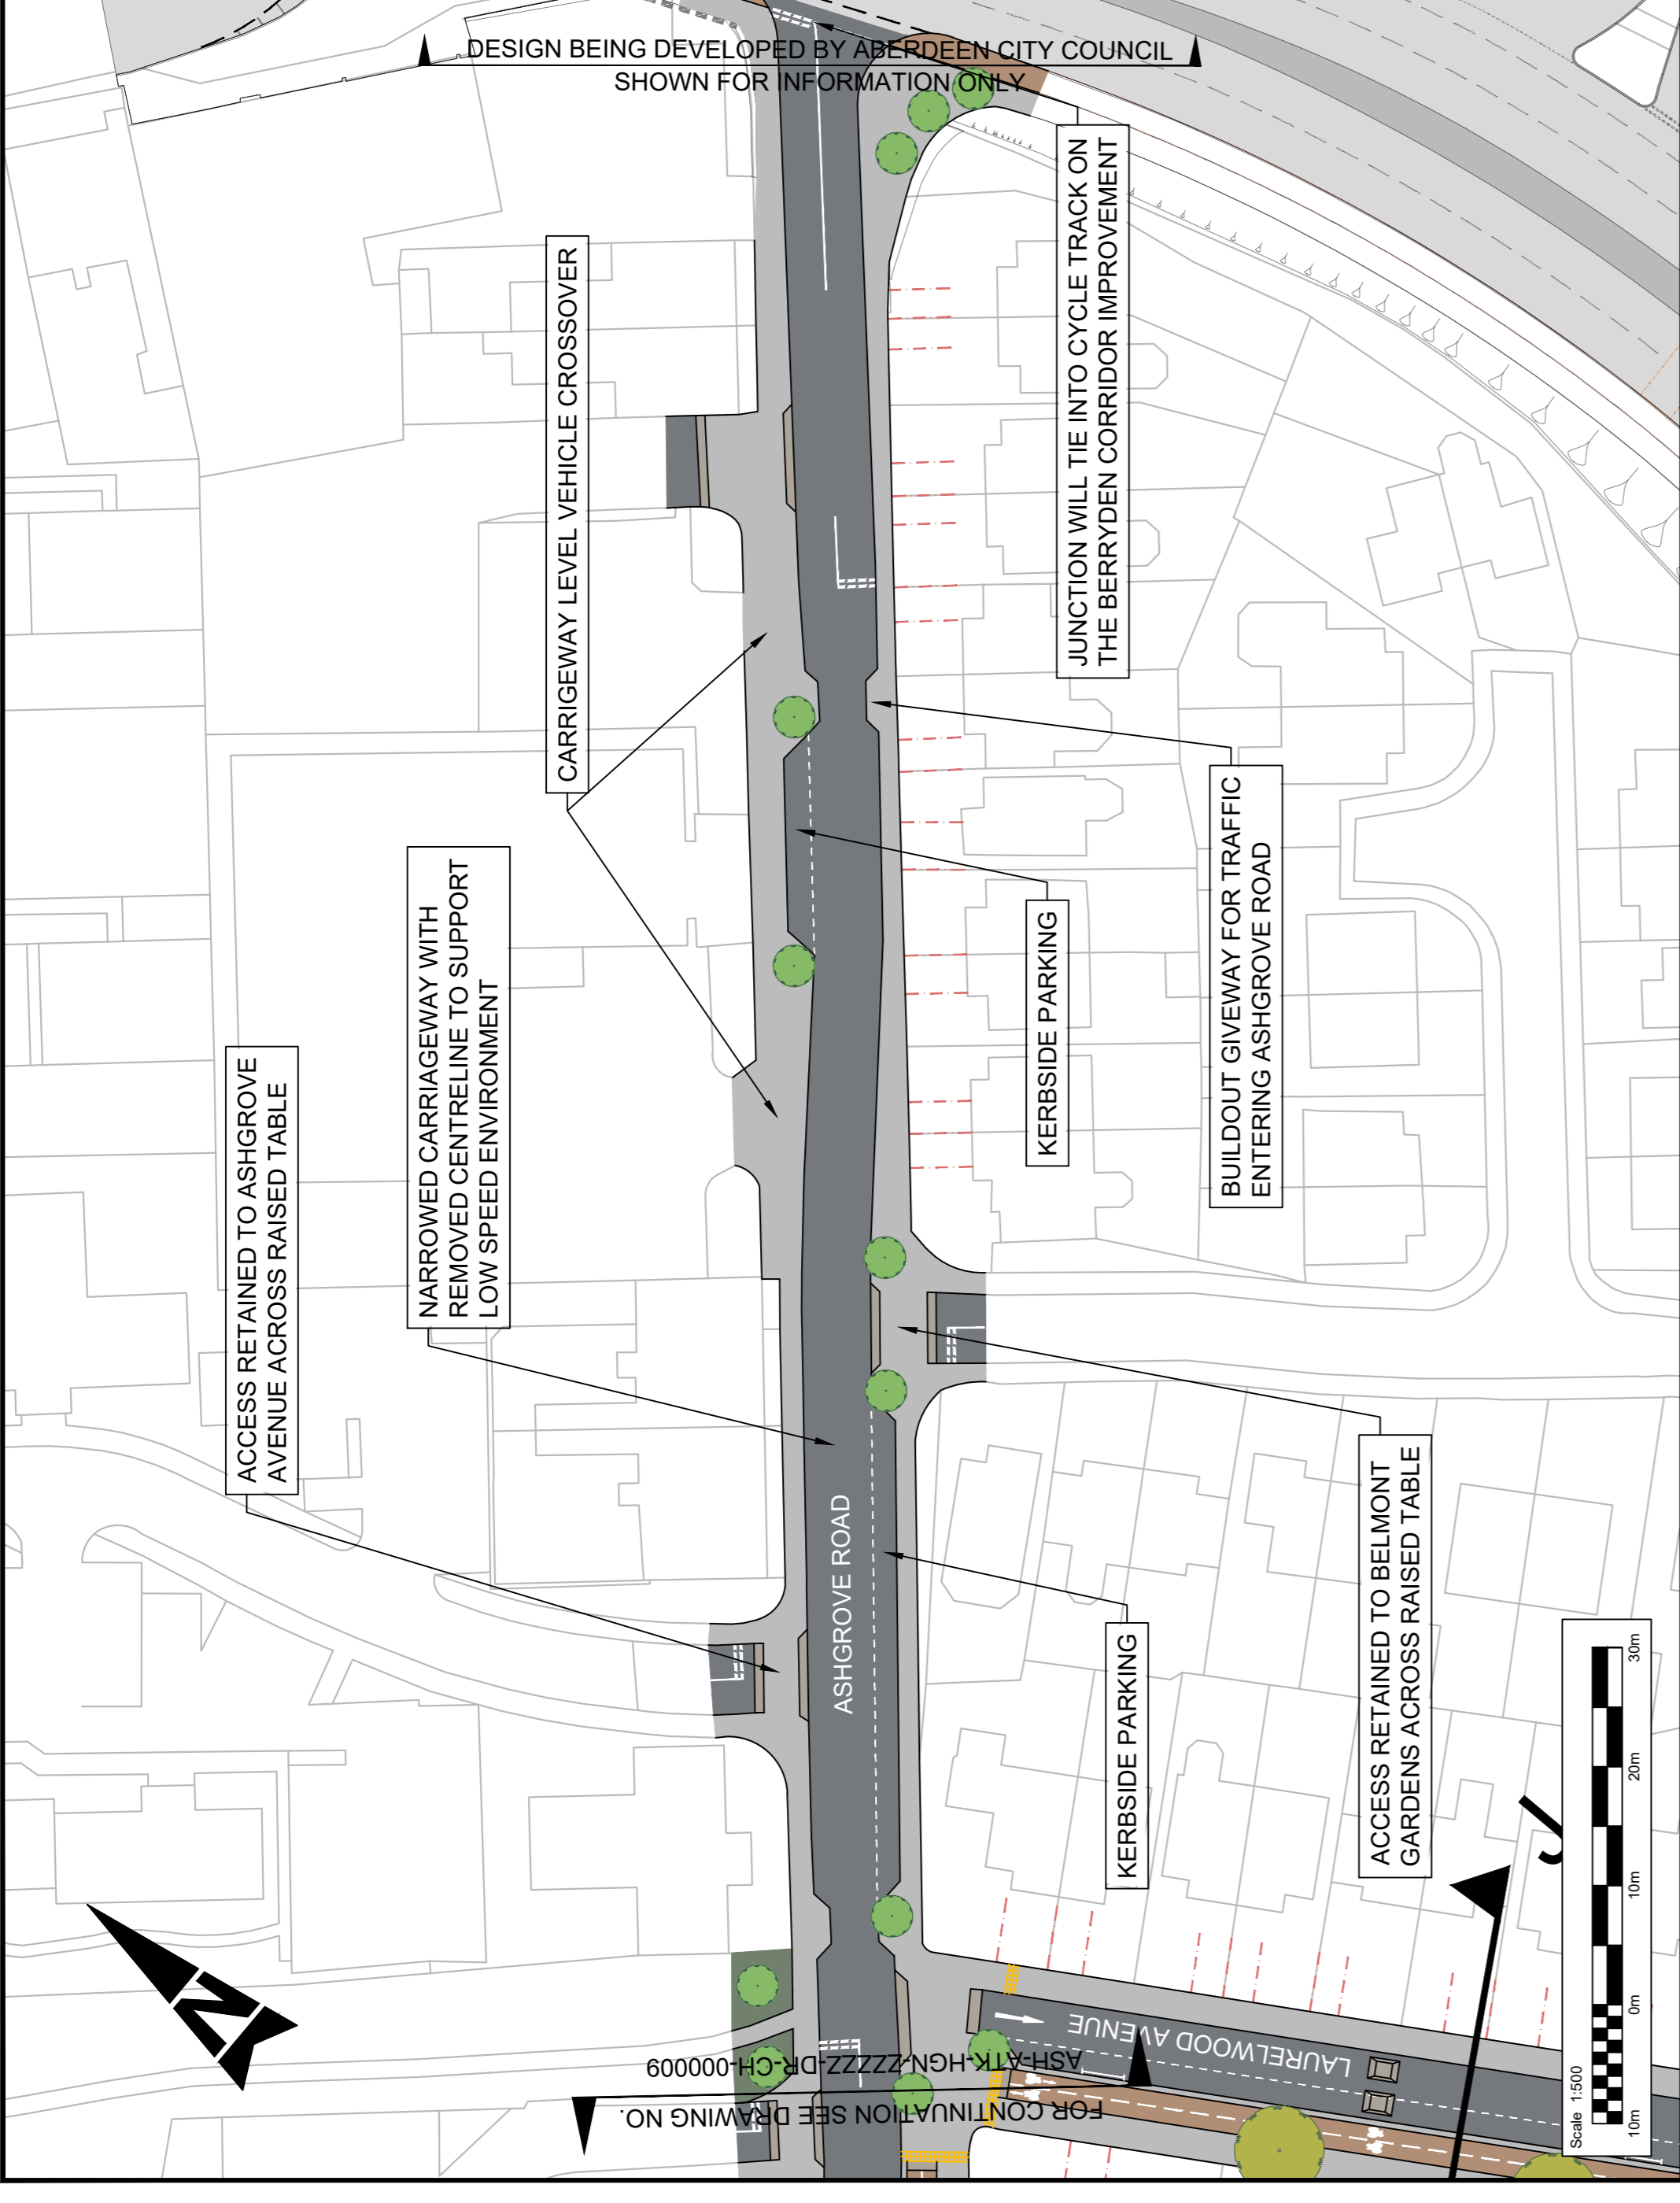 DESIGN BEING DEVELOPED BY ABERDEEN CITY COUNCIL
SHOWN FOR INFORMATION ONLY
CARRIGEWAY LEVEL VEHICLE CROSSOVER
JUNCTION WILL TIE INTO CYCLE TRACK ON
THE BERRYDEN CORRIDOR IMPROVEMENT
NARROWED CARRIAGEWAY WITH
REMOVED CENTRELINE TO SUPPORT
LOW SPEED ENVIRONMENT
ACCESS RETAINED TO ASHGROVE
AVENUE ACROSS RAISED TABLE
KERBSIDE PARKING
BUILDOUT GIVEWAY FOR TRAFFIC
ENTERING ASHGROVE ROAD
ASHGROVE ROAD
KERBSIDE PARKING
ACCESS RETAINED TO BELMONT
GARDENS ACROSS RAISED TABLE
N
LAURELWOOD AVENUE
FOR CONTINUATION SEE DRAWING NO.
ASH-ATK-HGN-ZZZZZ-DR-CH-000009
Scale 1:500
10m 0m 10m 20m 30m